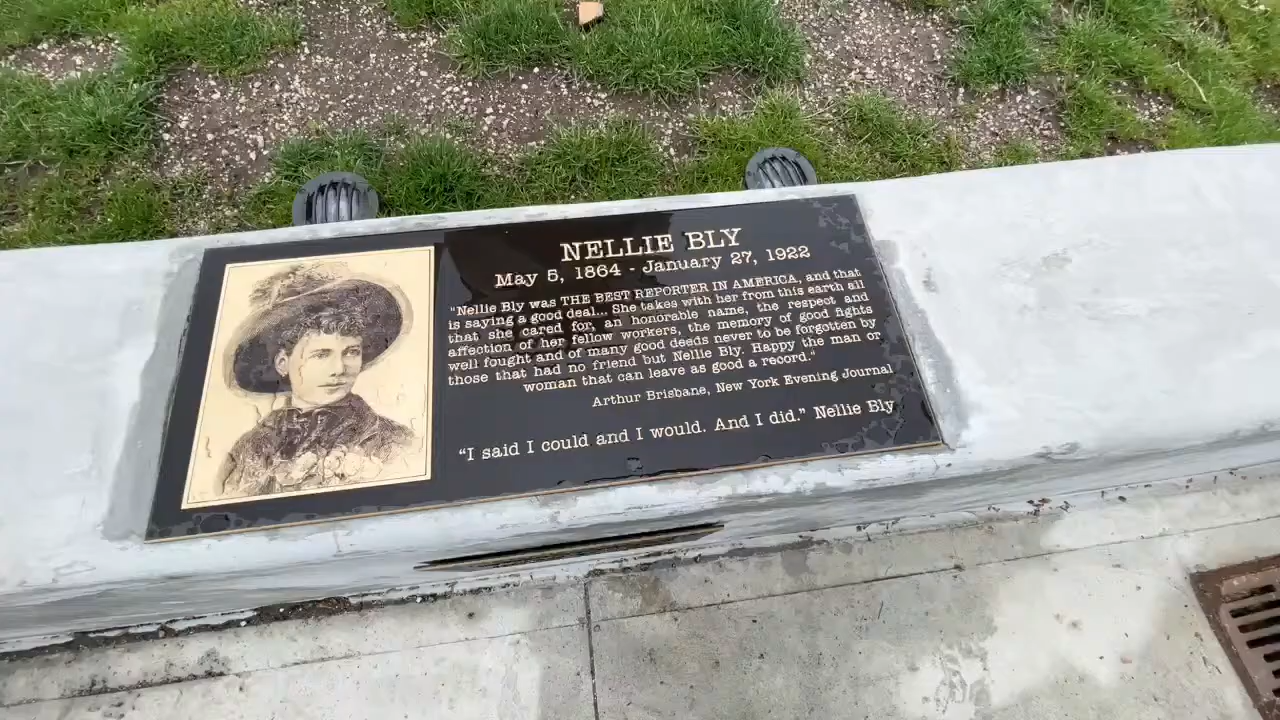 NELLIE BLY
May 5, 1864 - January 27, 1922
"Nellie Bly was THE BEST REPORTER IN AMERICA, and that
is saying a good deal... She takes with her from this earth all
that she cared for, an honorable name, the respect and
affection of her fellow workers, the memory of good fights
well fought and of many good deeds never to be forgotten by
those that had no friend but Nellie Bly. Happy the man or
woman that can leave as good a record."
Arthur Brisbane, New York Evening Journal
"I said I could and I would. And I did." Nellie Bly